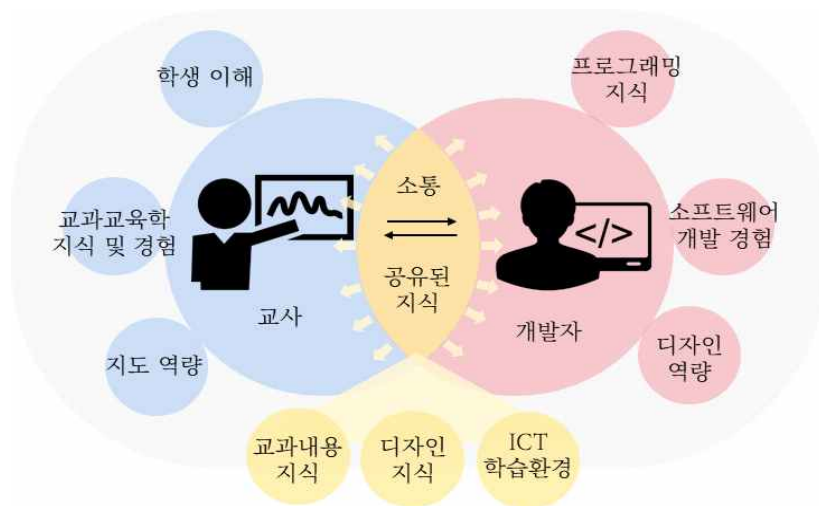 학생 이해
프로그래밍
지식
소통
교과교육학
지식 및 경험
</>
소프트웨어
개발 경험
공유된
지식
교사
개발자
지도 역량
디자인
역량
교과내용
지식
디자인
지식
ICT
학습환경